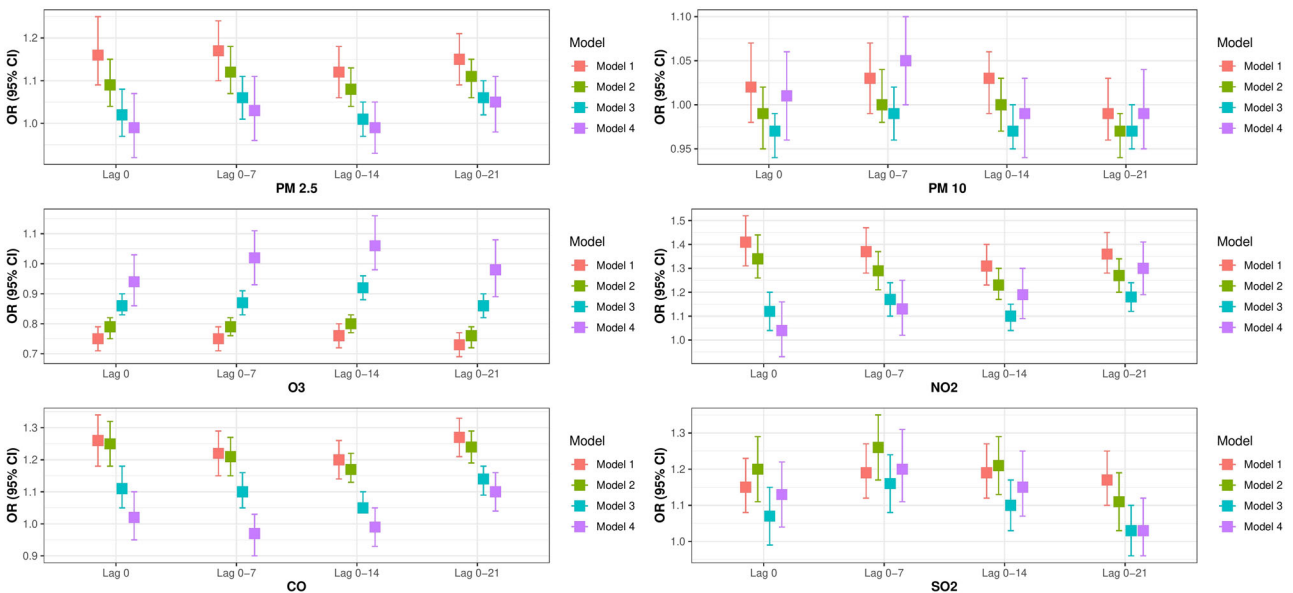 OR (95% CI)
1.2
1.1
1.0
Lag 0
Lag 0−7
Lag 0−14
Lag 0−21
PM 2.5
Model
Model 1
Model 2
Model 3
Model 4
OR (95% CI)
1.10
1.05
1.00
0.95
Lag 0
Lag 0−7
Lag 0−14
Lag 0−21
PM 10
Model
Model 1
Model 2
Model 3
Model 4
OR (95% CI)
1.1
1.0
0.9
0.8
0.7
Lag 0
Lag 0−7
Lag 0−14
Lag 0−21
O3
Model
Model 1
Model 2
Model 3
Model 4
OR (95% CI)
1.5
1.4
1.3
1.2
1.1
1.0
Lag 0
Lag 0−7
Lag 0−14
Lag 0−21
NO2
Model
Model 1
Model 2
Model 3
Model 4
OR (95% CI)
1.3
1.2
1.1
1.0
0.9
Lag 0
Lag 0−7
Lag 0−14
Lag 0−21
CO
Model
Model 1
Model 2
Model 3
Model 4
OR (95% CI)
1.3
1.2
1.1
1.0
Lag 0
Lag 0−7
Lag 0−14
Lag 0−21
SO2
Model
Model 1
Model 2
Model 3
Model 4